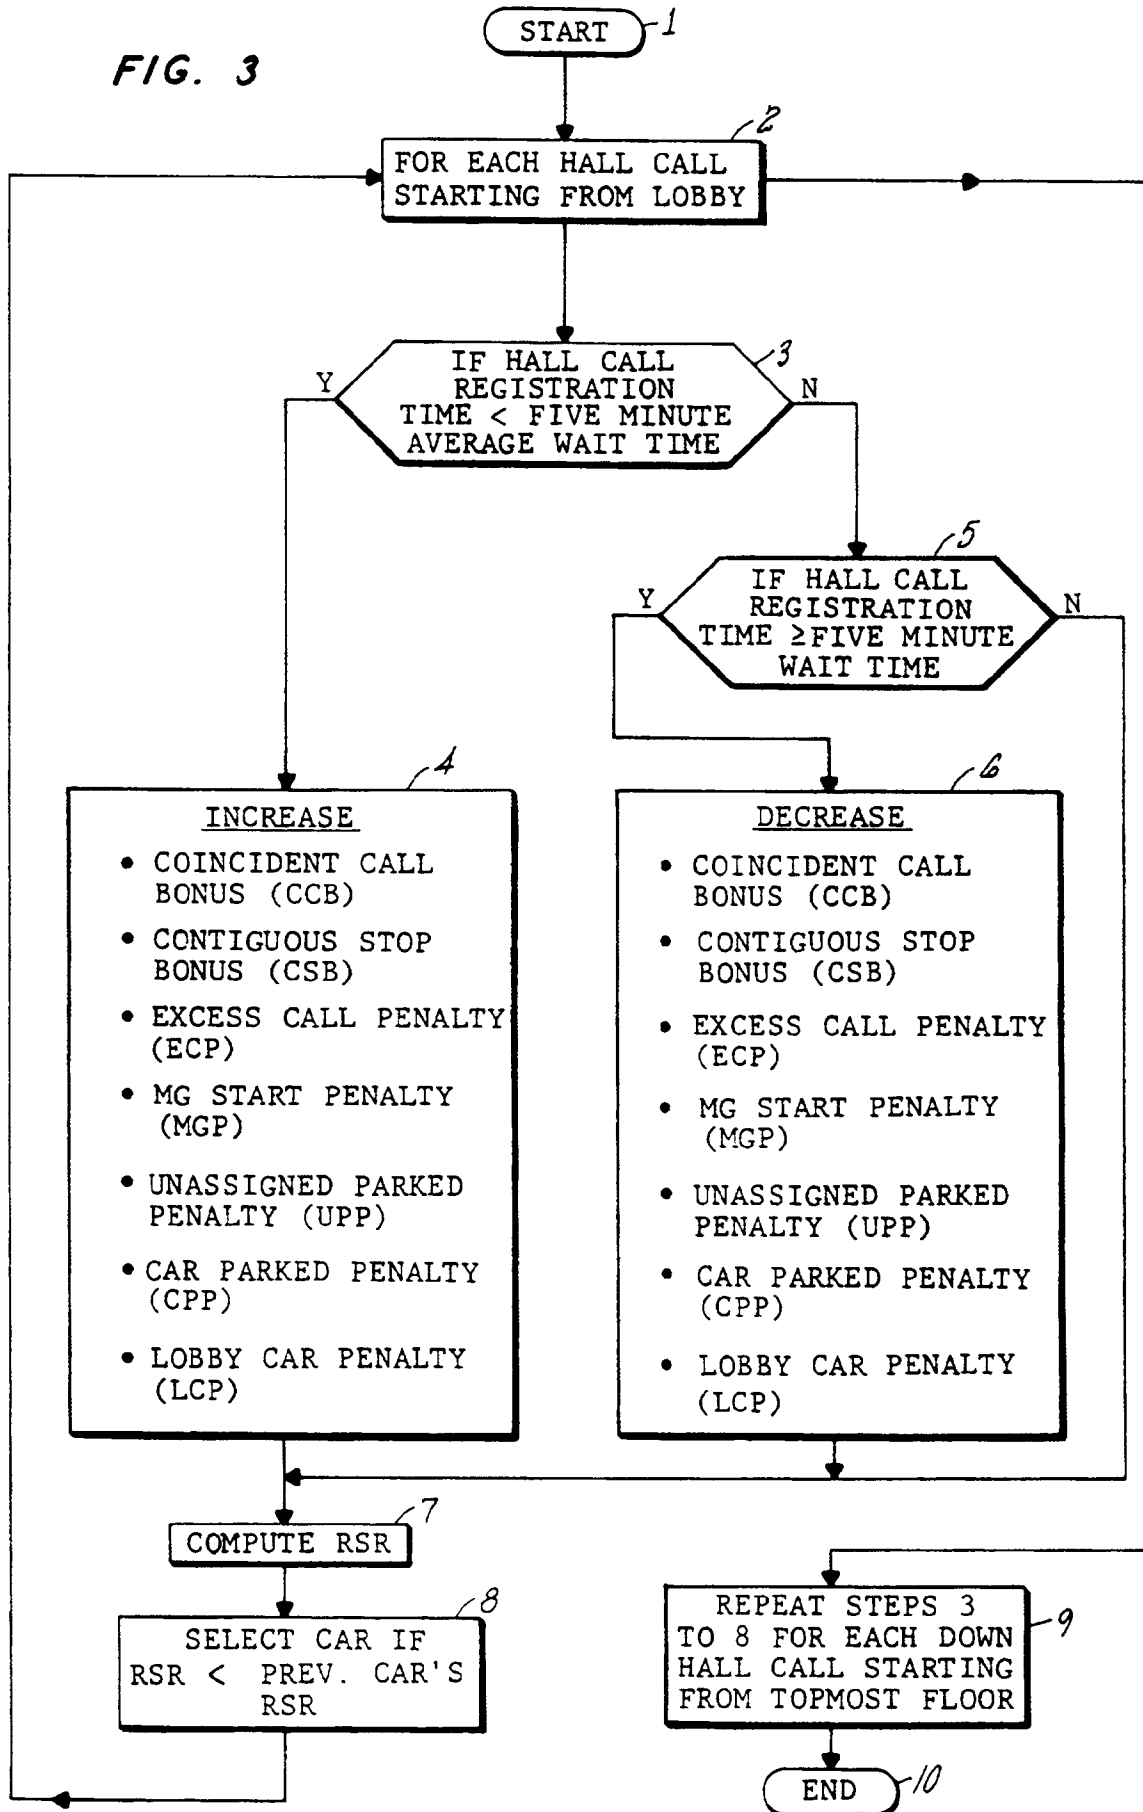 FIG. 3
START
1
2
FOR EACH HALL CALL
STARTING FROM LOBBY
3
Y
N
IF HALL CALL
REGISTRATION
TIME < FIVE MINUTE
AVERAGE WAIT TIME
5
Y
N
IF HALL CALL
REGISTRATION
TIME ≥ FIVE MINUTE
WAIT TIME
4
INCREASE
• COINCIDENT CALL
BONUS (CCB)
• CONTIGUOUS STOP
BONUS (CSB)
• EXCESS CALL PENALTY
(ECP)
• MG START PENALTY
(MGP)
• UNASSIGNED PARKED
PENALTY (UPP)
• CAR PARKED PENALTY
(CPP)
• LOBBY CAR PENALTY
(LCP)
6
DECREASE
• COINCIDENT CALL
BONUS (CCB)
• CONTIGUOUS STOP
BONUS (CSB)
• EXCESS CALL PENALTY
(ECP)
• MG START PENALTY
(MGP)
• UNASSIGNED PARKED
PENALTY (UPP)
• CAR PARKED PENALTY
(CPP)
• LOBBY CAR PENALTY
(LCP)
7
COMPUTE RSR
8
SELECT CAR IF
RSR < PREV. CAR'S
RSR
9
REPEAT STEPS 3
TO 8 FOR EACH DOWN
HALL CALL STARTING
FROM TOPMOST FLOOR
END
10